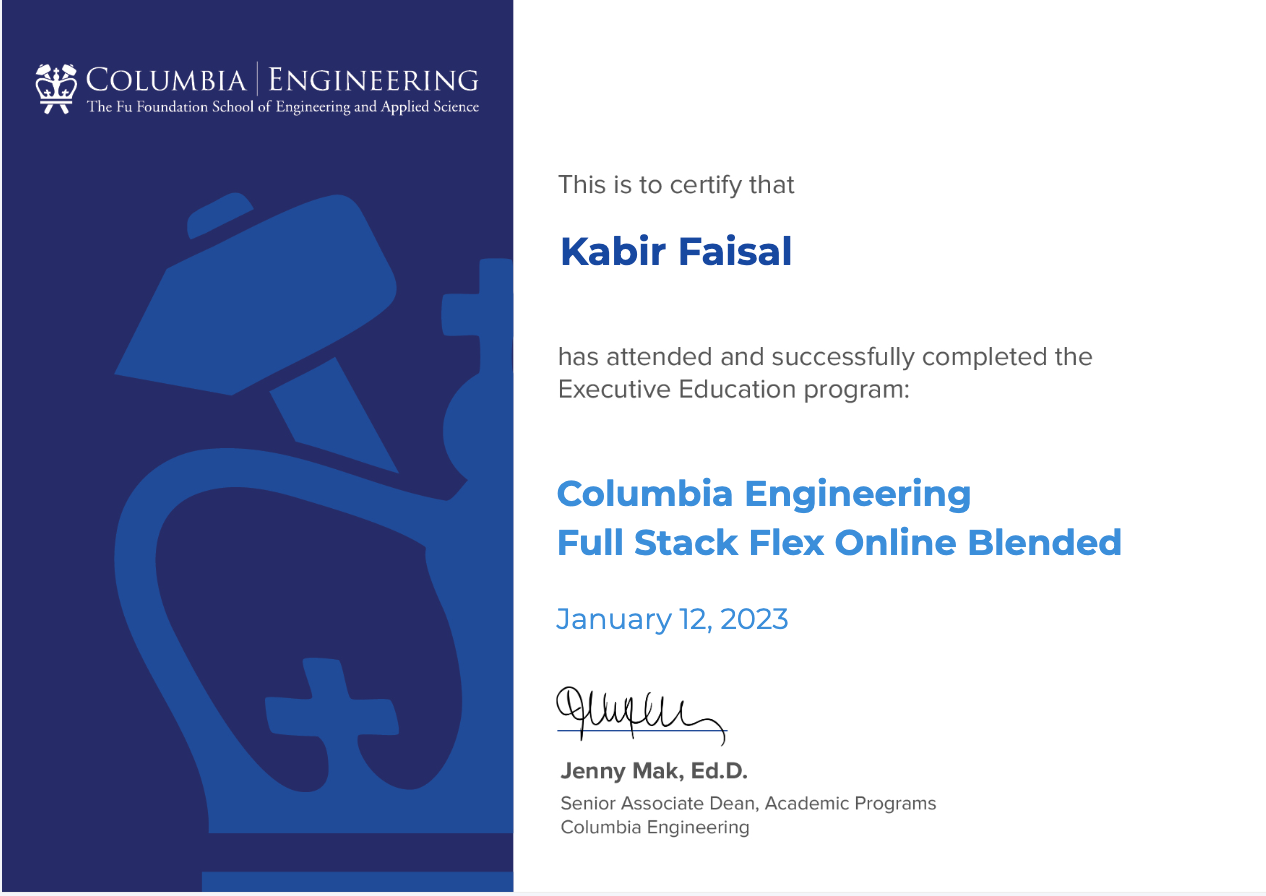 COLUMBIA | ENGINEERING
The Fu Foundation School of Engineering and Applied Science
This is to certify that
Kabir Faisal
has attended and successfully completed the
Executive Education program:
Columbia Engineering
Full Stack Flex Online Blended
January 12, 2023
Jenny Mak, Ed.D.
Senior Associate Dean, Academic Programs
Columbia Engineering